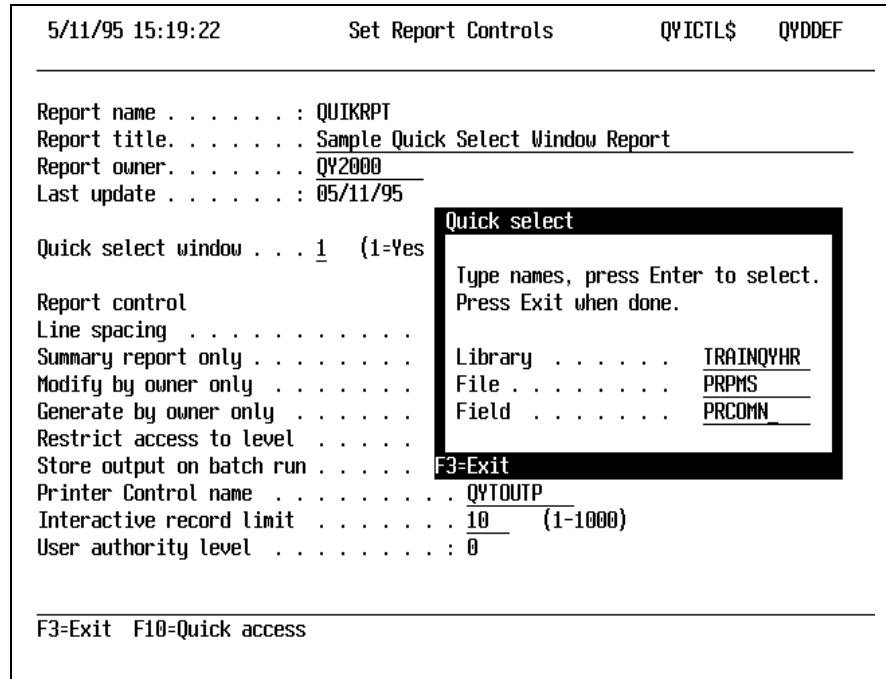 5/11/95 15:19:22 Set Report Controls QYICTL$ QYDDEF
Report name . . . . . . : QUIKRPT
Report title. . . . . . . Sample Quick Select Window Report
Report owner. . . . . . . QY2000
Last update . . . . . . : 05/11/95
Quick select window . . . 1 (1=Yes
Report control
Line spacing . . . . . . . . . . .
Summary report only . . . . . . . .
Modify by owner only . . . . . . .
Generate by owner only . . . . . .
Restrict access to level . . . . .
Store output on batch run . . . . .
Printer Control name . . . . . . . . . QYTOUTP
Interactive record limit . . . . . . . 10 (1-1000)
User authority level . . . . . . . . : 0
Quick select
Type names, press Enter to select.
Press Exit when done.
Library . . . . . . TRAINQYHR
File . . . . . . . . PRPMS
Field . . . . . . . PRCOMN_
F3=Exit
F3=Exit F10=Quick access